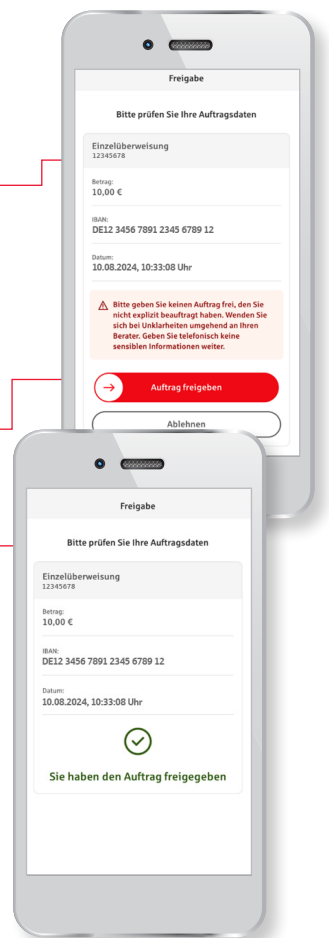 Freigabe
Bitte prüfen Sie Ihre Auftragsdaten
Einzelüberweisung
12345678
Betrag:
10,00 €
IBAN:
DE12 3456 7891 2345 6789 12
Datum:
10.08.2024, 10:33:08 Uhr
Bitte geben Sie keinen Auftrag frei, den Sie
nicht explizit beauftragt haben. Wenden Sie
sich bei Unklarheiten umgehend an Ihren
Berater. Geben Sie telefonisch keine
sensiblen Informationen weiter.
Auftrag freigeben
Ablehnen
Freigabe
Bitte prüfen Sie Ihre Auftragsdaten
Einzelüberweisung
12345678
Betrag:
10,00 €
IBAN:
DE12 3456 7891 2345 6789 12
Datum:
10.08.2024, 10:33:08 Uhr
Sie haben den Auftrag freigegeben